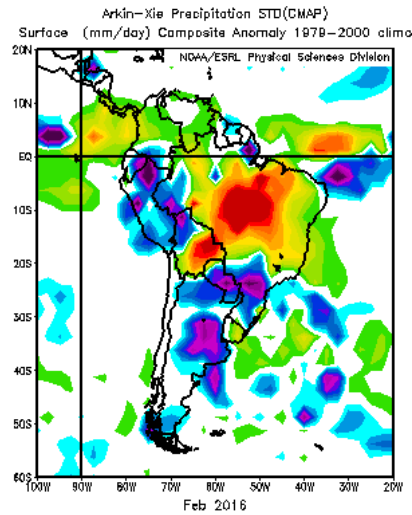 Arkin-Xie Precipitation STD(CMAP)
Surface (mm/day) Composite Anomaly 1979-2000 climo
NOAA/ESRL Physical Sciences Division
20N
10N
EQ
10S
20S
30S
40S
50S
60S
100W 90W 80W 70W 60W 50W 40W 30W 20W
Feb 2016